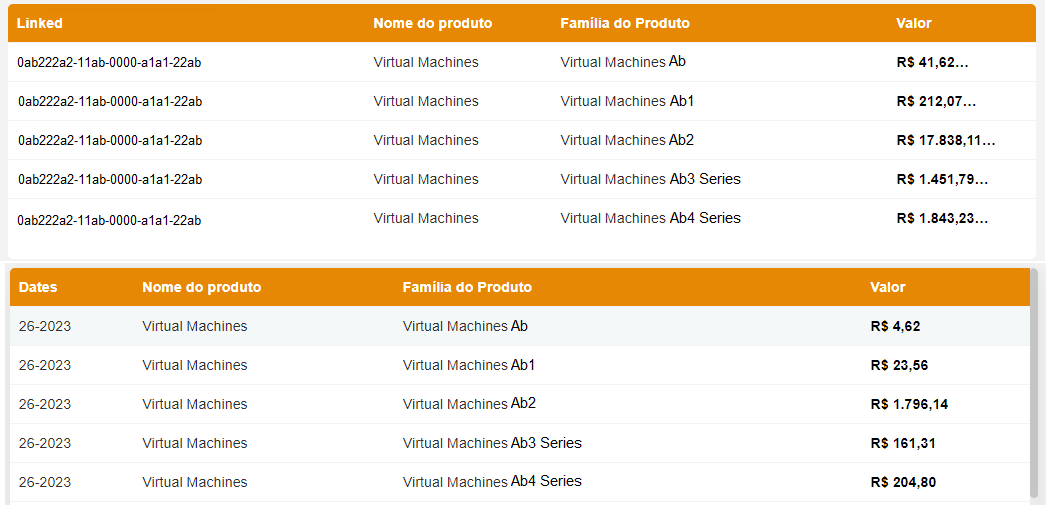 Linked Nome do produto Família do Produto Valor
0ab222a2-11ab-0000-a1a1-22ab Virtual Machines Virtual Machines Ab R$ 41,62...
0ab222a2-11ab-0000-a1a1-22ab Virtual Machines Virtual Machines Ab1 R$ 212,07...
0ab222a2-11ab-0000-a1a1-22ab Virtual Machines Virtual Machines Ab2 R$ 17.838,11...
0ab222a2-11ab-0000-a1a1-22ab Virtual Machines Virtual Machines Ab3 Series R$ 1.451,79...
0ab222a2-11ab-0000-a1a1-22ab Virtual Machines Virtual Machines Ab4 Series R$ 1.843,23...
Dates Nome do produto Família do Produto Valor
26-2023 Virtual Machines Virtual Machines Ab R$ 4,62
26-2023 Virtual Machines Virtual Machines Ab1 R$ 23,56
26-2023 Virtual Machines Virtual Machines Ab2 R$ 1.796,14
26-2023 Virtual Machines Virtual Machines Ab3 Series R$ 161,31
26-2023 Virtual Machines Virtual Machines Ab4 Series R$ 204,80